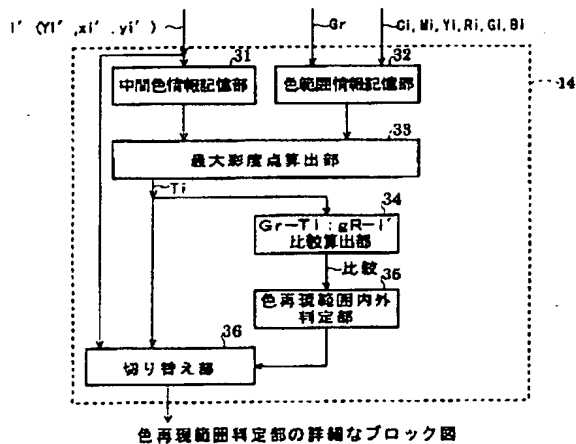 i′ (Yi′,xi′.yi′)
Gr
Ci,Mi,Yi,Ri,Gi,Bi
31
32
中間色情報記憶部
色範囲情報記憶部
14
33
最大彩度点算出部
Ti
34
Gr−Ti:gR−i′
比較算出部
比較
35
色再現範囲内外
判定部
36
切り替え部
色再現範囲判定部の詳細なブロック図